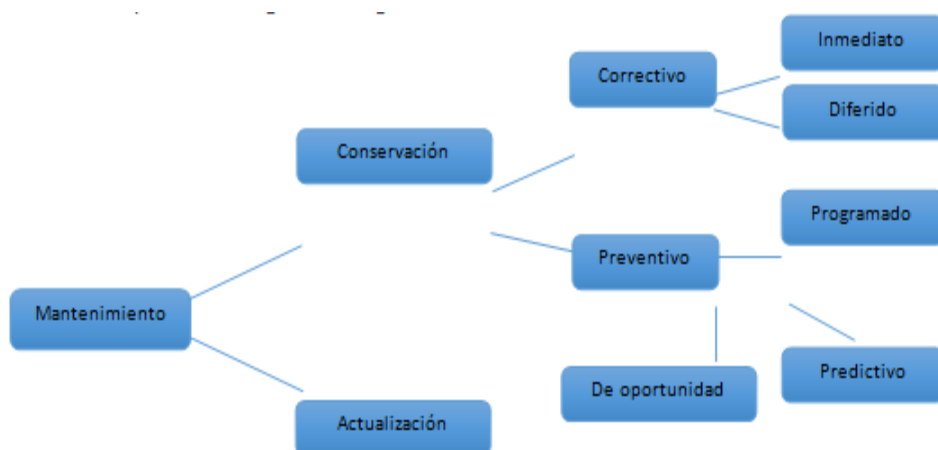 Inmediato
Correctivo
Diferido
Conservación
Programado
Preventivo
Mantenimiento
Predictivo
De oportunidad
Actualización